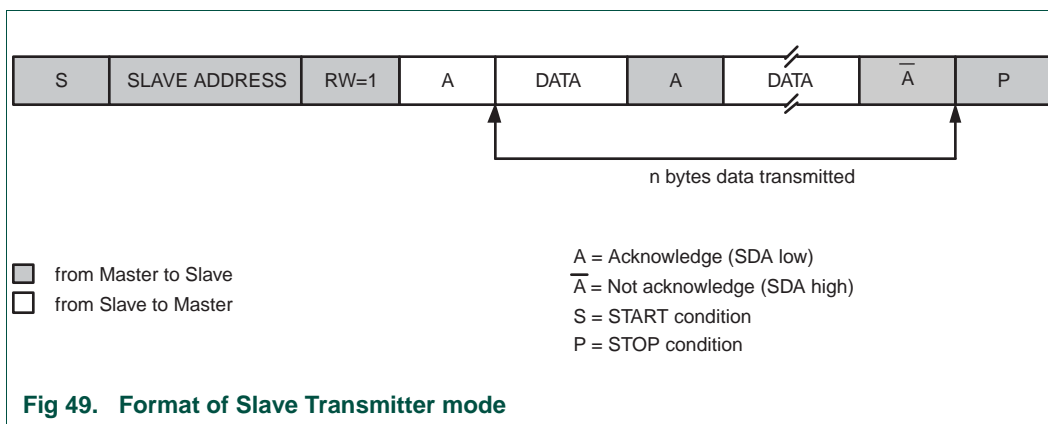 S SLAVE ADDRESS RW=1 A DATA A DATA A̅ P
n bytes data transmitted
from Master to Slave
from Slave to Master
A = Acknowledge (SDA low)
A̅ = Not acknowledge (SDA high)
S = START condition
P = STOP condition
Fig 49. Format of Slave Transmitter mode